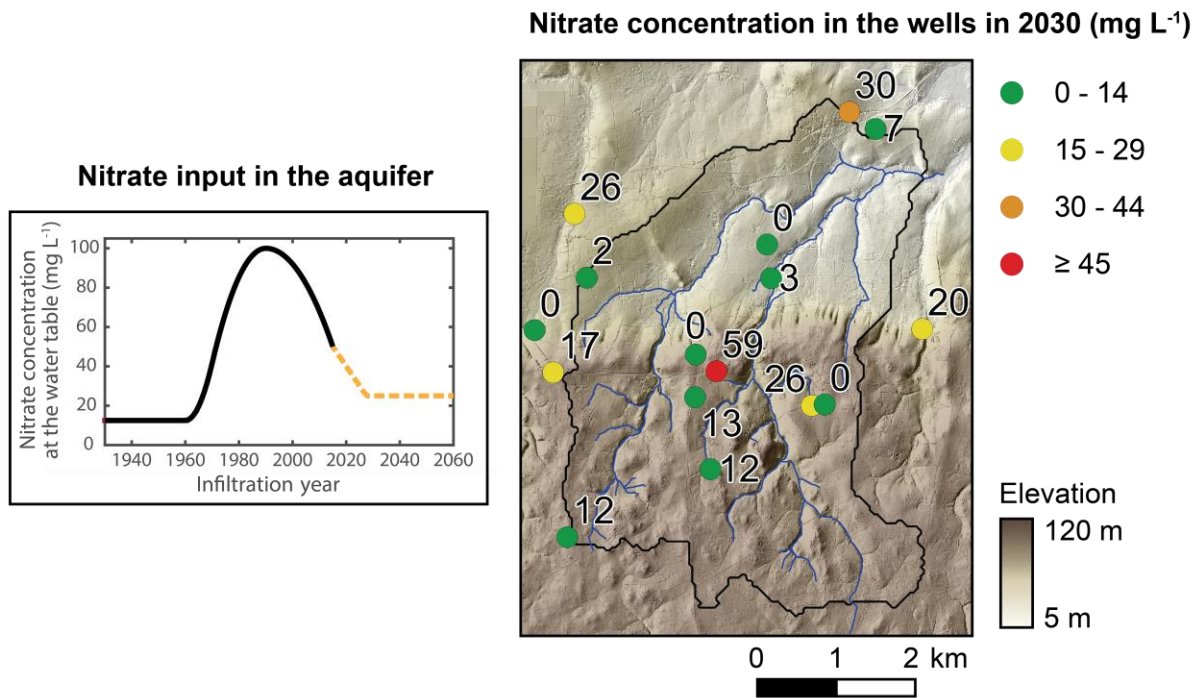 Nitrate concentration in the wells in 2030 (mg L⁻¹)
Nitrate input in the aquifer
Nitrate concentration
at the water table (mg L⁻¹)
100
80
60
40
20
0
1940 1960 1980 2000 2020 2040 2060
Infiltration year
30
7
26
0
2
3
0
20
17
0
59
26
0
13
12
12
0 - 14
15 - 29
30 - 44
≥ 45
Elevation
120 m
5 m
0 1 2 km